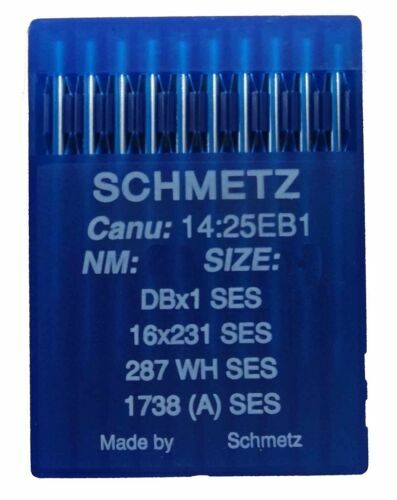 SCHMETZ
Canu: 14:25EB1
NM: SIZE:
DBx1 SES
16x231 SES
287 WH SES
1738 (A) SES
Made by Schmetz